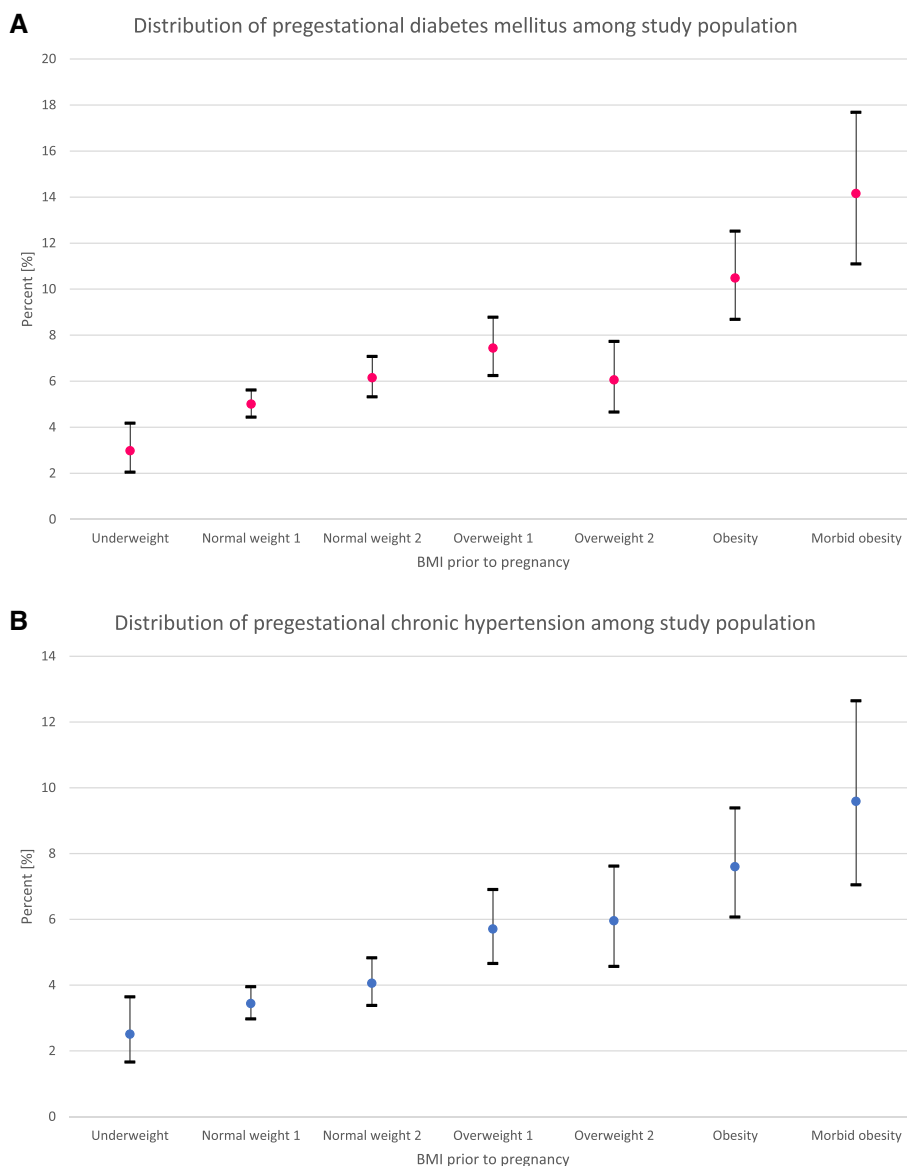 A
Distribution of pregestational diabetes mellitus among study population
20
18
16
14
12
10
8
6
4
2
0
Percent [%]
Underweight Normal weight 1 Normal weight 2 Overweight 1 Overweight 2 Obesity Morbid obesity
BMI prior to pregnancy
B
Distribution of pregestational chronic hypertension among study population
14
12
10
8
6
4
2
0
Percent [%]
Underweight Normal weight 1 Normal weight 2 Overweight 1 Overweight 2 Obesity Morbid obesity
BMI prior to pregnancy